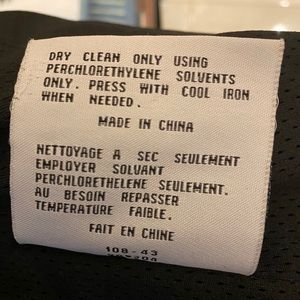 DRY CLEAN ONLY USING
PERCHLORETHYLENE SOLVENTS
ONLY. PRESS WITH COOL IRON
WHEN NEEDED.
MADE IN CHINA
NETTOYAGE A SEC SEULEMENT
EMPLOYER SOLVANT
PERCHLORETHELENE SEULEMENT.
AU BESOIN REPASSER
TEMPERATURE FAIBLE.
FAIT EN CHINE
108-43